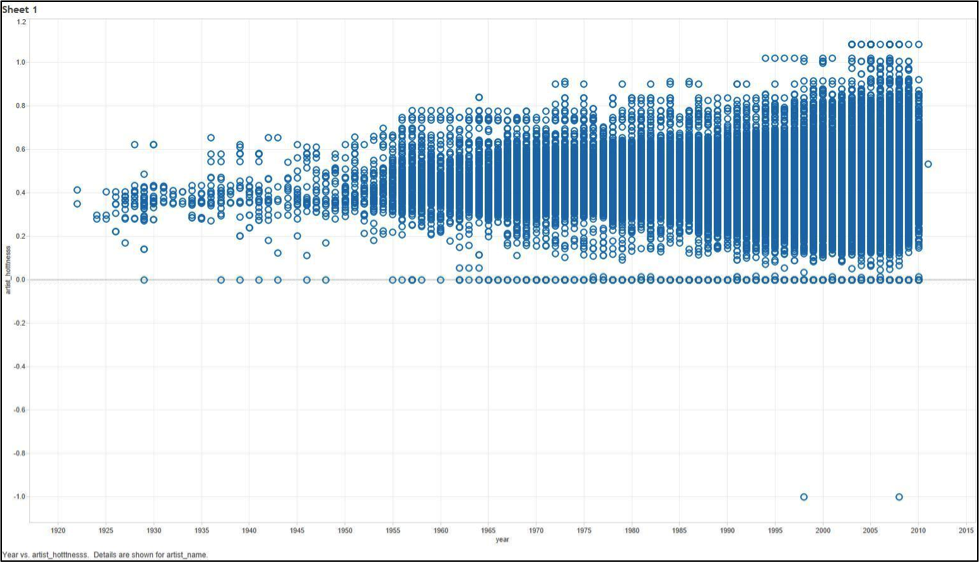 Sheet 1
1.2
1.0
0.8
0.6
0.4
0.2
0.0
-0.2
-0.4
-0.6
-0.8
-1.0
artist_hotttnesss
1920 1925 1930 1935 1940 1945 1950 1955 1960 1965 1970 1975 1980 1985 1990 1995 2000 2005 2010 2015
year
Year vs. artist_hotttnesss. Details are shown for artist_name.